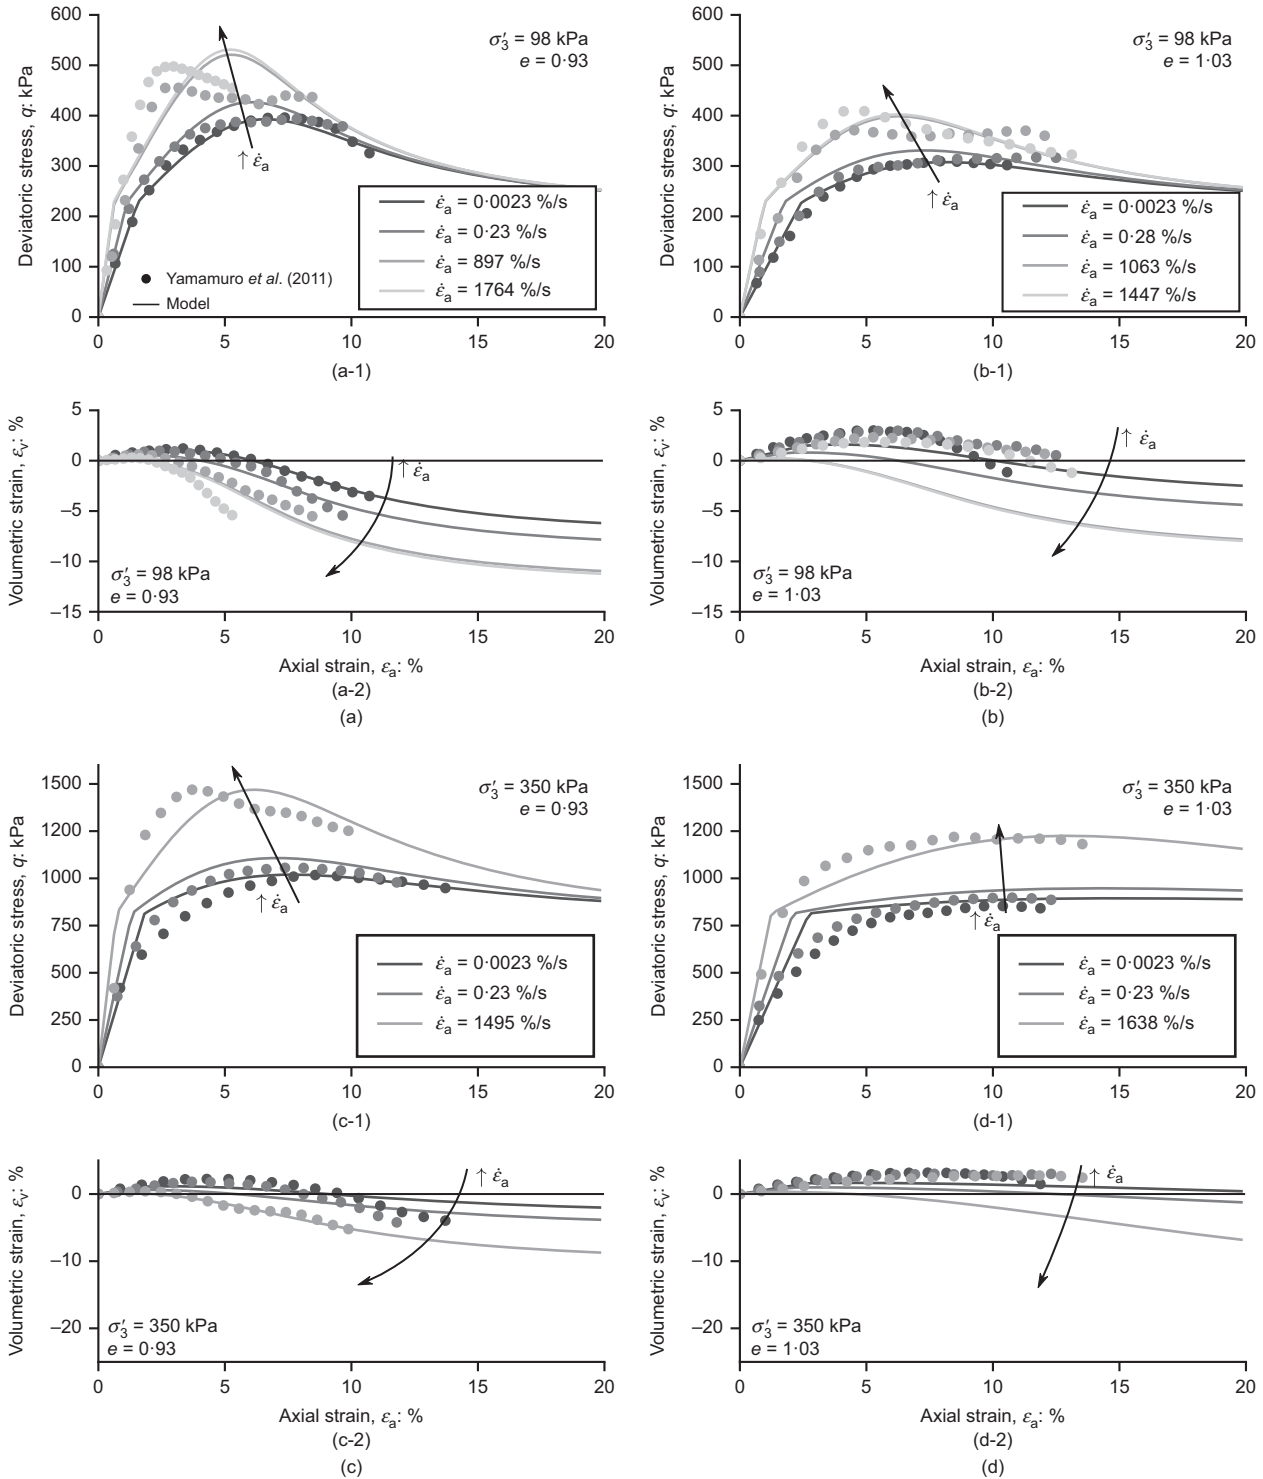 600
500
400
300
200
100
0
Deviatoric stress, q: kPa
σ′3 = 98 kPa
e = 0·93
↑ ε̇a
ε̇a = 0·0023 %/s
ε̇a = 0·23 %/s
ε̇a = 897 %/s
ε̇a = 1764 %/s
Yamamuro et al. (2011)
Model
0 5 10 15 20
(a-1)
600
500
400
300
200
100
0
Deviatoric stress, q: kPa
σ′3 = 98 kPa
e = 1·03
↑ ε̇a
ε̇a = 0·0023 %/s
ε̇a = 0·28 %/s
ε̇a = 1063 %/s
ε̇a = 1447 %/s
0 5 10 15 20
(b-1)
5
0
–5
–10
–15
Volumetric strain, εv: %
↑ ε̇a
σ′3 = 98 kPa
e = 0·93
0 5 10 15 20
Axial strain, εa: %
(a-2)
(a)
5
0
–5
–10
–15
Volumetric strain, εv: %
↑ ε̇a
σ′3 = 98 kPa
e = 1·03
0 5 10 15 20
Axial strain, εa: %
(b-2)
(b)
1500
1200
1000
750
500
250
0
Deviatoric stress, q: kPa
σ′3 = 350 kPa
e = 0·93
↑ ε̇a
ε̇a = 0·0023 %/s
ε̇a = 0·23 %/s
ε̇a = 1495 %/s
0 5 10 15 20
(c-1)
1500
1200
1000
750
500
250
0
Deviatoric stress, q: kPa
σ′3 = 350 kPa
e = 1·03
↑ ε̇a
ε̇a = 0·0023 %/s
ε̇a = 0·23 %/s
ε̇a = 1638 %/s
0 5 10 15 20
(d-1)
0
–10
–20
Volumetric strain, εv: %
↑ ε̇a
σ′3 = 350 kPa
e = 0·93
0 5 10 15 20
Axial strain, εa: %
(c-2)
(c)
0
–10
–20
Volumetric strain, εv: %
↑ ε̇a
σ′3 = 350 kPa
e = 1·03
0 5 10 15 20
Axial strain, εa: %
(d-2)
(d)